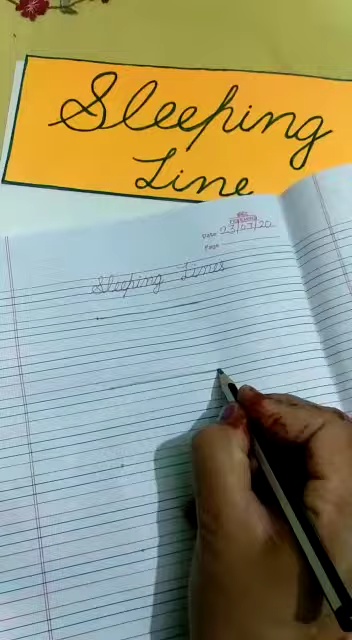 Sleeping
Line
Date 23/07/20
Page
Sleeping Lines